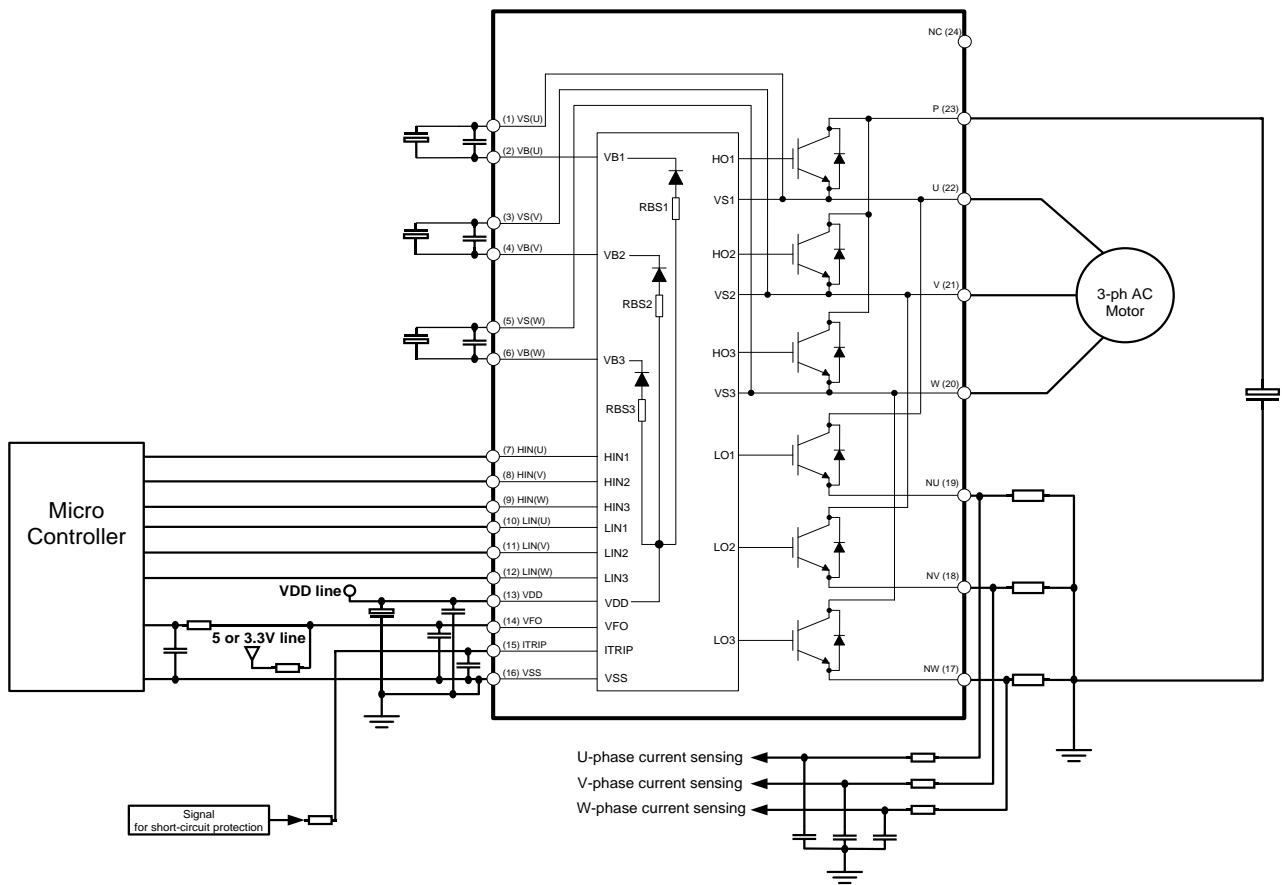 NC (24)
(1) VS(U)
(2) VB(U)
(3) VS(V)
(4) VB(V)
(5) VS(W)
(6) VB(W)
VB1
RBS1
VB2
RBS2
VB3
RBS3
HO1
VS1
HO2
VS2
HO3
VS3
LO1
LO2
LO3
P (23)
U (22)
V (21)
W (20)
NU (19)
NV (18)
NW (17)
3-ph AC
Motor
Micro
Controller
(7) HIN(U)
(8) HIN(V)
(9) HIN(W)
(10) LIN(U)
(11) LIN(V)
(12) LIN(W)
(13) VDD
(14) VFO
(15) ITRIP
(16) VSS
HIN1
HIN2
HIN3
LIN1
LIN2
LIN3
VDD
VFO
ITRIP
VSS
VDD line
5 or 3.3V line
U-phase current sensing
V-phase current sensing
W-phase current sensing
Signal
for short-circuit protection